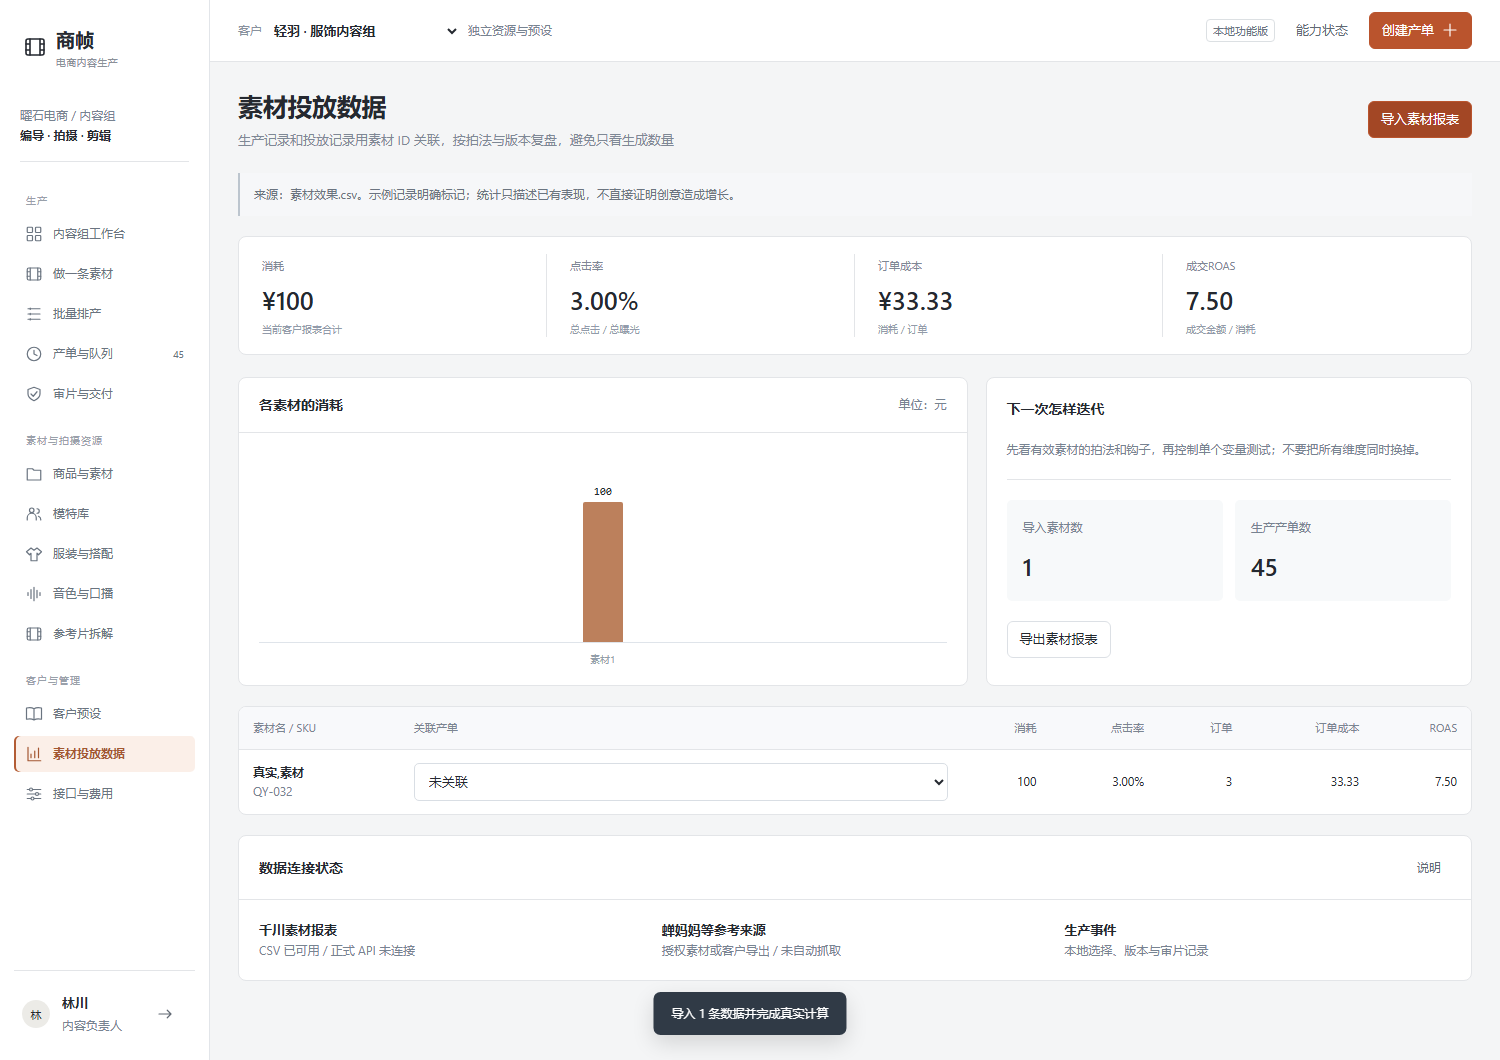 商帧
电商内容生产
曜石电商 / 内容组
编导 · 拍摄 · 剪辑
生产
内容组工作台
做一条素材
批量排产
产单与队列 45
审片与交付
素材与拍摄资源
商品与素材
模特库
服装与搭配
音色与口播
参考片拆解
客户与管理
客户预设
素材投放数据
接口与费用
林
林川
内容负责人
客户 轻羽 · 服饰内容组 独立资源与预设
本地功能版 能力状态 创建产单
素材投放数据
生产记录和投放记录用素材 ID 关联，按拍法与版本复盘，避免只看生成数量
导入素材报表
来源：素材效果.csv。示例记录明确标记；统计只描述已有表现，不直接证明创意造成增长。
消耗
¥100
当前客户报表合计
点击率
3.00%
总点击 / 总曝光
订单成本
¥33.33
消耗 / 订单
成交ROAS
7.50
成交金额 / 消耗
各素材的消耗 单位：元
100
素材1
下一次怎样迭代
先看有效素材的拍法和钩子，再控制单个变量测试；不要把所有维度同时换掉。
导入素材数
1
生产产单数
45
导出素材报表
素材名 / SKU 关联产单 消耗 点击率 订单 订单成本 ROAS
真实,素材
QY-032
未关联 100 3.00% 3 33.33 7.50
数据连接状态 说明
千川素材报表
CSV 已可用 / 正式 API 未连接
蝉妈妈等参考来源
授权素材或客户导出 / 未自动抓取
生产事件
本地选择、版本与审片记录
导入 1 条数据并完成真实计算